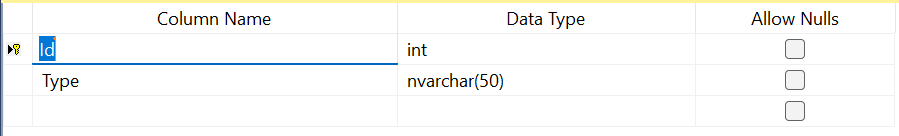 Column Name Data Type Allow Nulls
Id int
Type nvarchar(50)